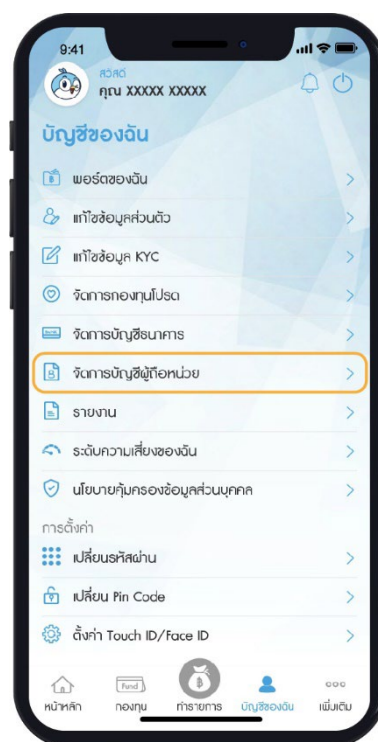 9:41
สวัสดี
คุณ XXXXX XXXXX
บัญชีของฉัน
พอร์ตของฉัน
แก้ไขข้อมูลส่วนตัว
แก้ไขข้อมูล KYC
จัดการกองทุนโปรด
จัดการบัญชีธนาคาร
จัดการบัญชีผู้ถือหน่วย
รายงาน
ระดับความเสี่ยงของฉัน
นโยบายคุ้มครองข้อมูลส่วนบุคคล
การตั้งค่า
เปลี่ยนรหัสผ่าน
เปลี่ยน Pin Code
ตั้งค่า Touch ID/Face ID
Fund
หน้าหลัก กองทุน ทำรายการ บัญชีของฉัน เพิ่มเติม